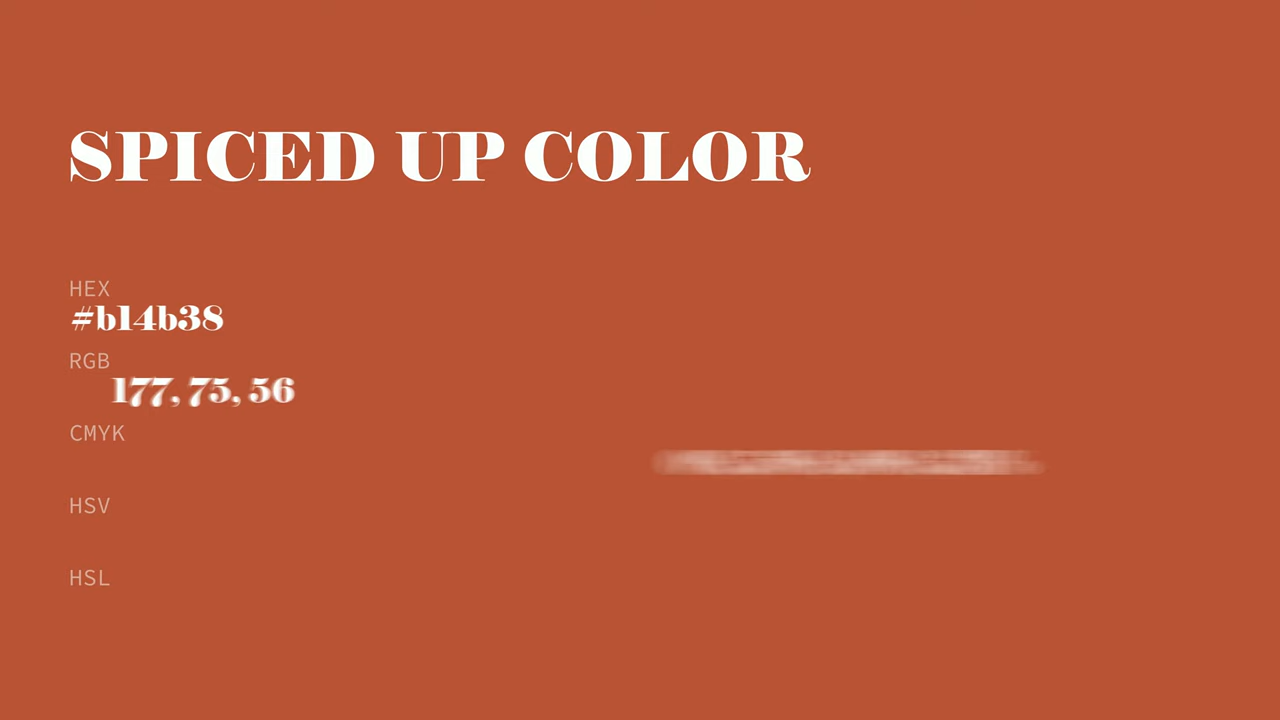 SPICED UP COLOR
HEX
#b14b38
RGB
177, 75, 56
CMYK
HSV
HSL